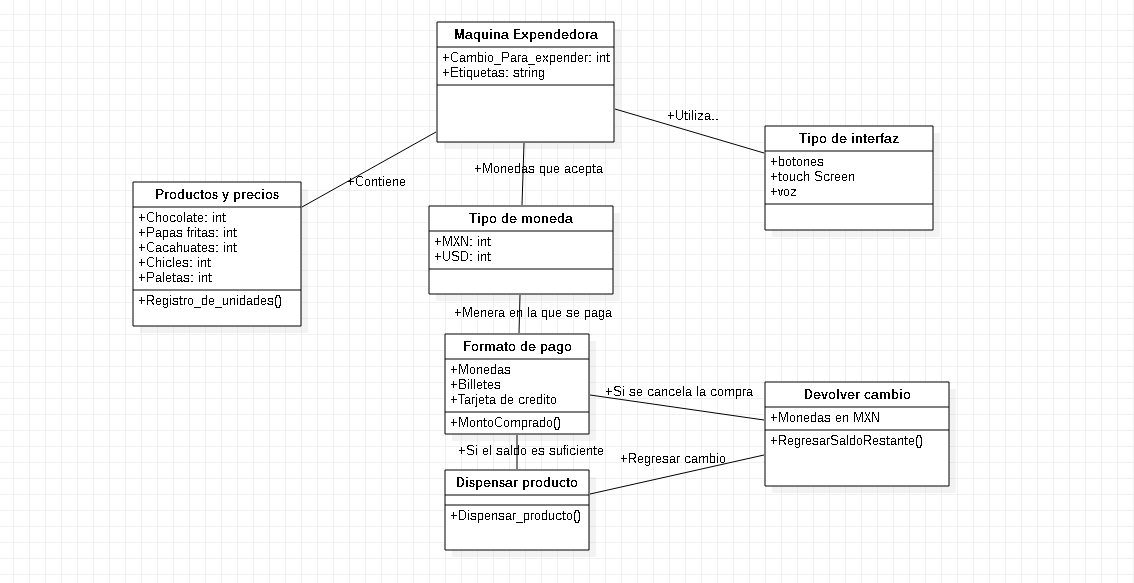 Maquina Expendedora
+Cambio_Para_expender: int
+Etiquetas: string
+Utiliza..
Tipo de interfaz
+botones
+touch Screen
+voz
+Contiene
+Monedas que acepta
Productos y precios
+Chocolate: int
+Papas fritas: int
+Cacahuates: int
+Chicles: int
+Paletas: int
+Registro_de_unidades()
Tipo de moneda
+MXN: int
+USD: int
+Menera en la que se paga
Formato de pago
+Monedas
+Billetes
+Tarjeta de credito
+MontoComprado()
+Si se cancela la compra
Devolver cambio
+Monedas en MXN
+RegresarSaldoRestante()
+Si el saldo es suficiente
+Regresar cambio
Dispensar producto
+Dispensar_producto()